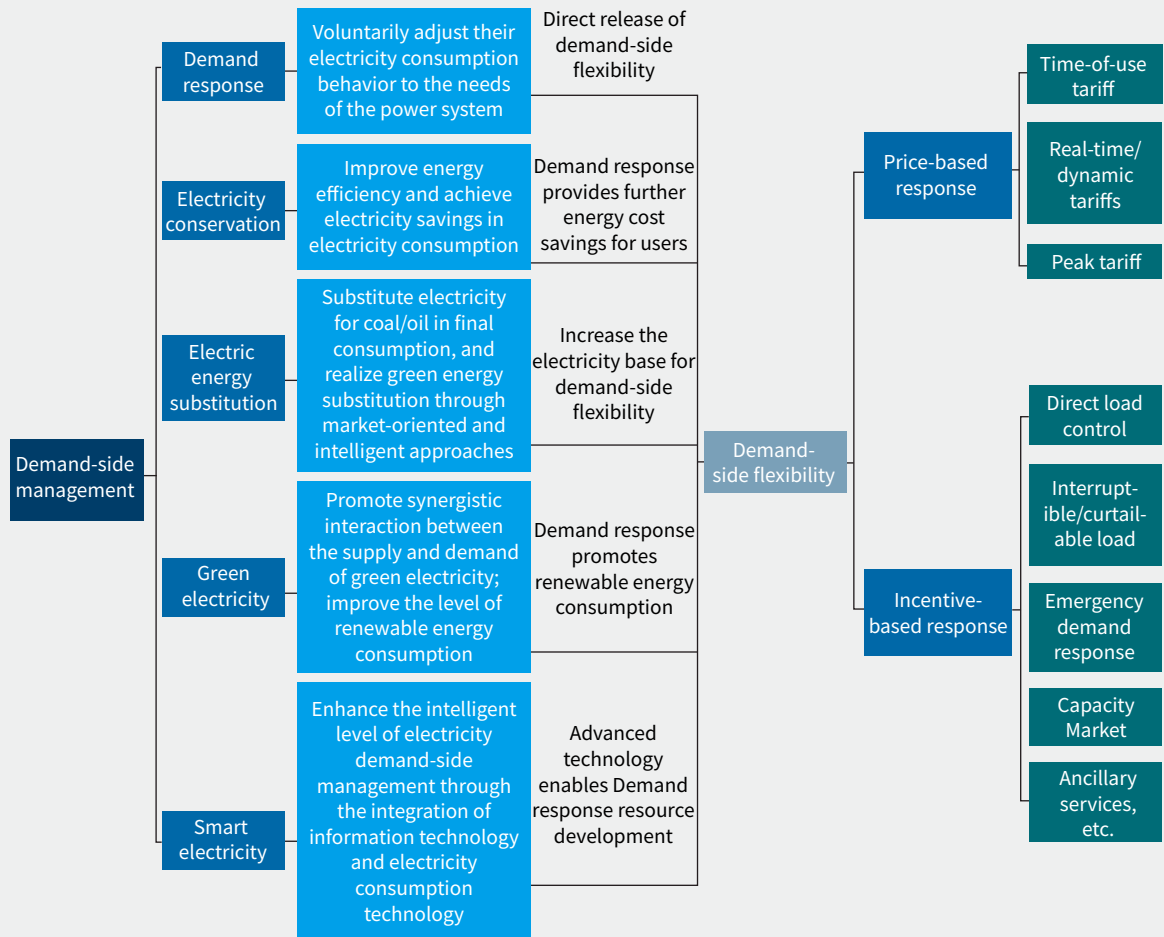 Demand-side
management
Demand
response
Voluntarily adjust their
electricity consumption
behavior to the needs
of the power system
Direct release of
demand-side
flexibility
Electricity
conservation
Improve energy
efficiency and achieve
electricity savings in
electricity consumption
Demand response
provides further
energy cost
savings for users
Electric
energy
substitution
Substitute electricity
for coal/oil in final
consumption, and
realize green energy
substitution through
market-oriented and
intelligent approaches
Increase the
electricity base for
demand-side
flexibility
Green
electricity
Promote synergistic
interaction between
the supply and demand
of green electricity;
improve the level of
renewable energy
consumption
Demand response
promotes
renewable energy
consumption
Smart
electricity
Enhance the intelligent
level of electricity
demand-side
management through
the integration of
information technology
and electricity
consumption
technology
Advanced
technology
enables Demand
response resource
development
Demand-
side flexibility
Price-based
response
Time-of-use
tariff
Real-time/
dynamic
tariffs
Peak tariff
Incentive-
based response
Direct load
control
Interrupt-
ible/curtail-
able load
Emergency
demand
response
Capacity
Market
Ancillary
services,
etc.